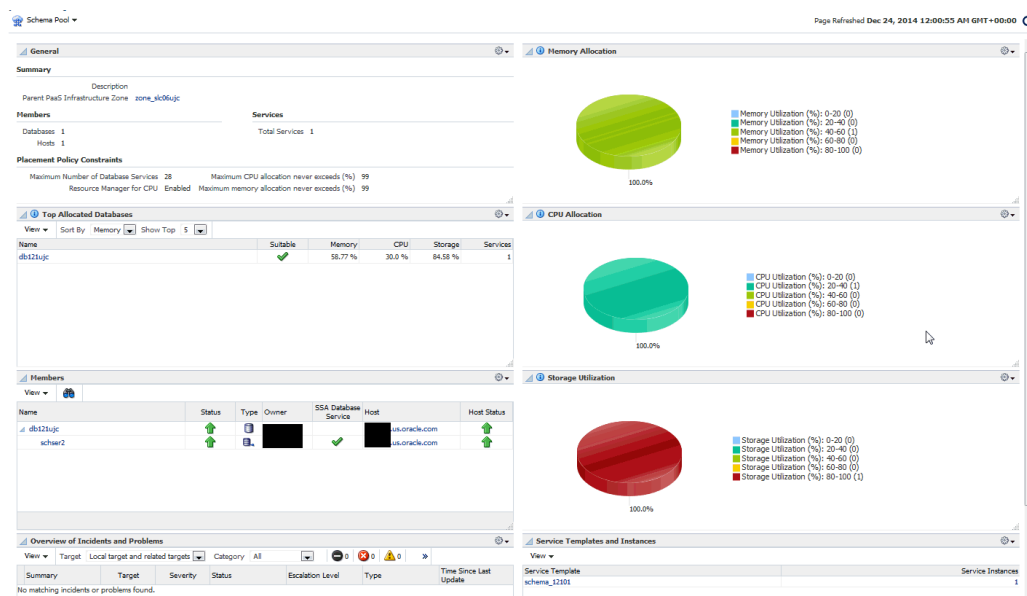 Schema Pool
Page Refreshed Dec 24, 2014 12:00:55 AM GMT+00:00
General
Summary
Description
Parent PaaS Infrastructure Zone zone_slc06ujc
Members
Services
Databases 1
Total Services 1
Hosts 1
Placement Policy Constraints
Maximum Number of Database Services 28 Maximum CPU allocation never exceeds (%) 99
Resource Manager for CPU Enabled Maximum memory allocation never exceeds (%) 99
Memory Allocation
Memory Utilization (%): 0-20 (0)
Memory Utilization (%): 20-40 (0)
Memory Utilization (%): 40-60 (1)
Memory Utilization (%): 60-80 (0)
Memory Utilization (%): 80-100 (0)
100.0%
Top Allocated Databases
View Sort By Memory Show Top 5
Name Suitable Memory CPU Storage Services
db121ujc 58.77 % 30.0 % 84.58 % 1
CPU Allocation
CPU Utilization (%): 0-20 (0)
CPU Utilization (%): 20-40 (1)
CPU Utilization (%): 40-60 (0)
CPU Utilization (%): 60-80 (0)
CPU Utilization (%): 80-100 (0)
100.0%
Members
View
Name Status Type Owner SSA Database Service Host Host Status
db121ujc .us.oracle.com
schser2 .us.oracle.com
Storage Utilization
Storage Utilization (%): 0-20 (0)
Storage Utilization (%): 20-40 (0)
Storage Utilization (%): 40-60 (0)
Storage Utilization (%): 60-80 (0)
Storage Utilization (%): 80-100 (1)
100.0%
Overview of Incidents and Problems
View Target Local target and related targets Category All 0 0 0 »
Summary Target Severity Status Escalation Level Type Time Since Last Update
No matching incidents or problems found.
Service Templates and Instances
View
Service Template Service Instances
schema_12101 1